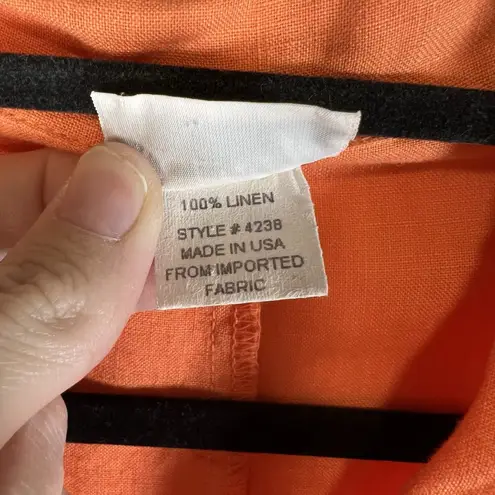 100% LINEN
STYLE # 4238
MADE IN USA
FROM IMPORTED
FABRIC